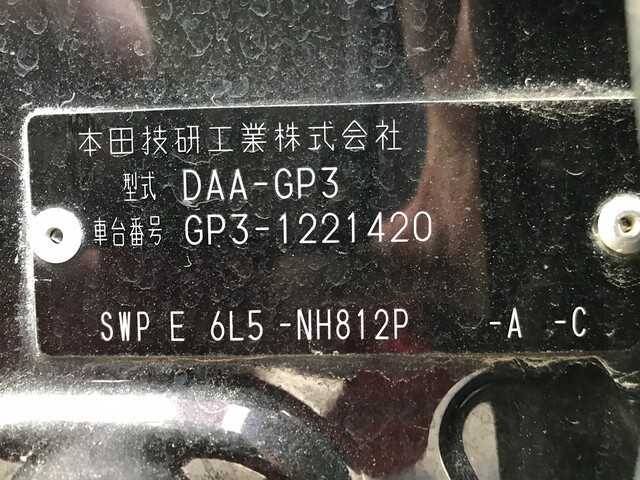 本田技研工業株式会社
型式 DAA-GP3
車台番号 GP3-1221420
SWP E 6L5 -NH812P -A -C